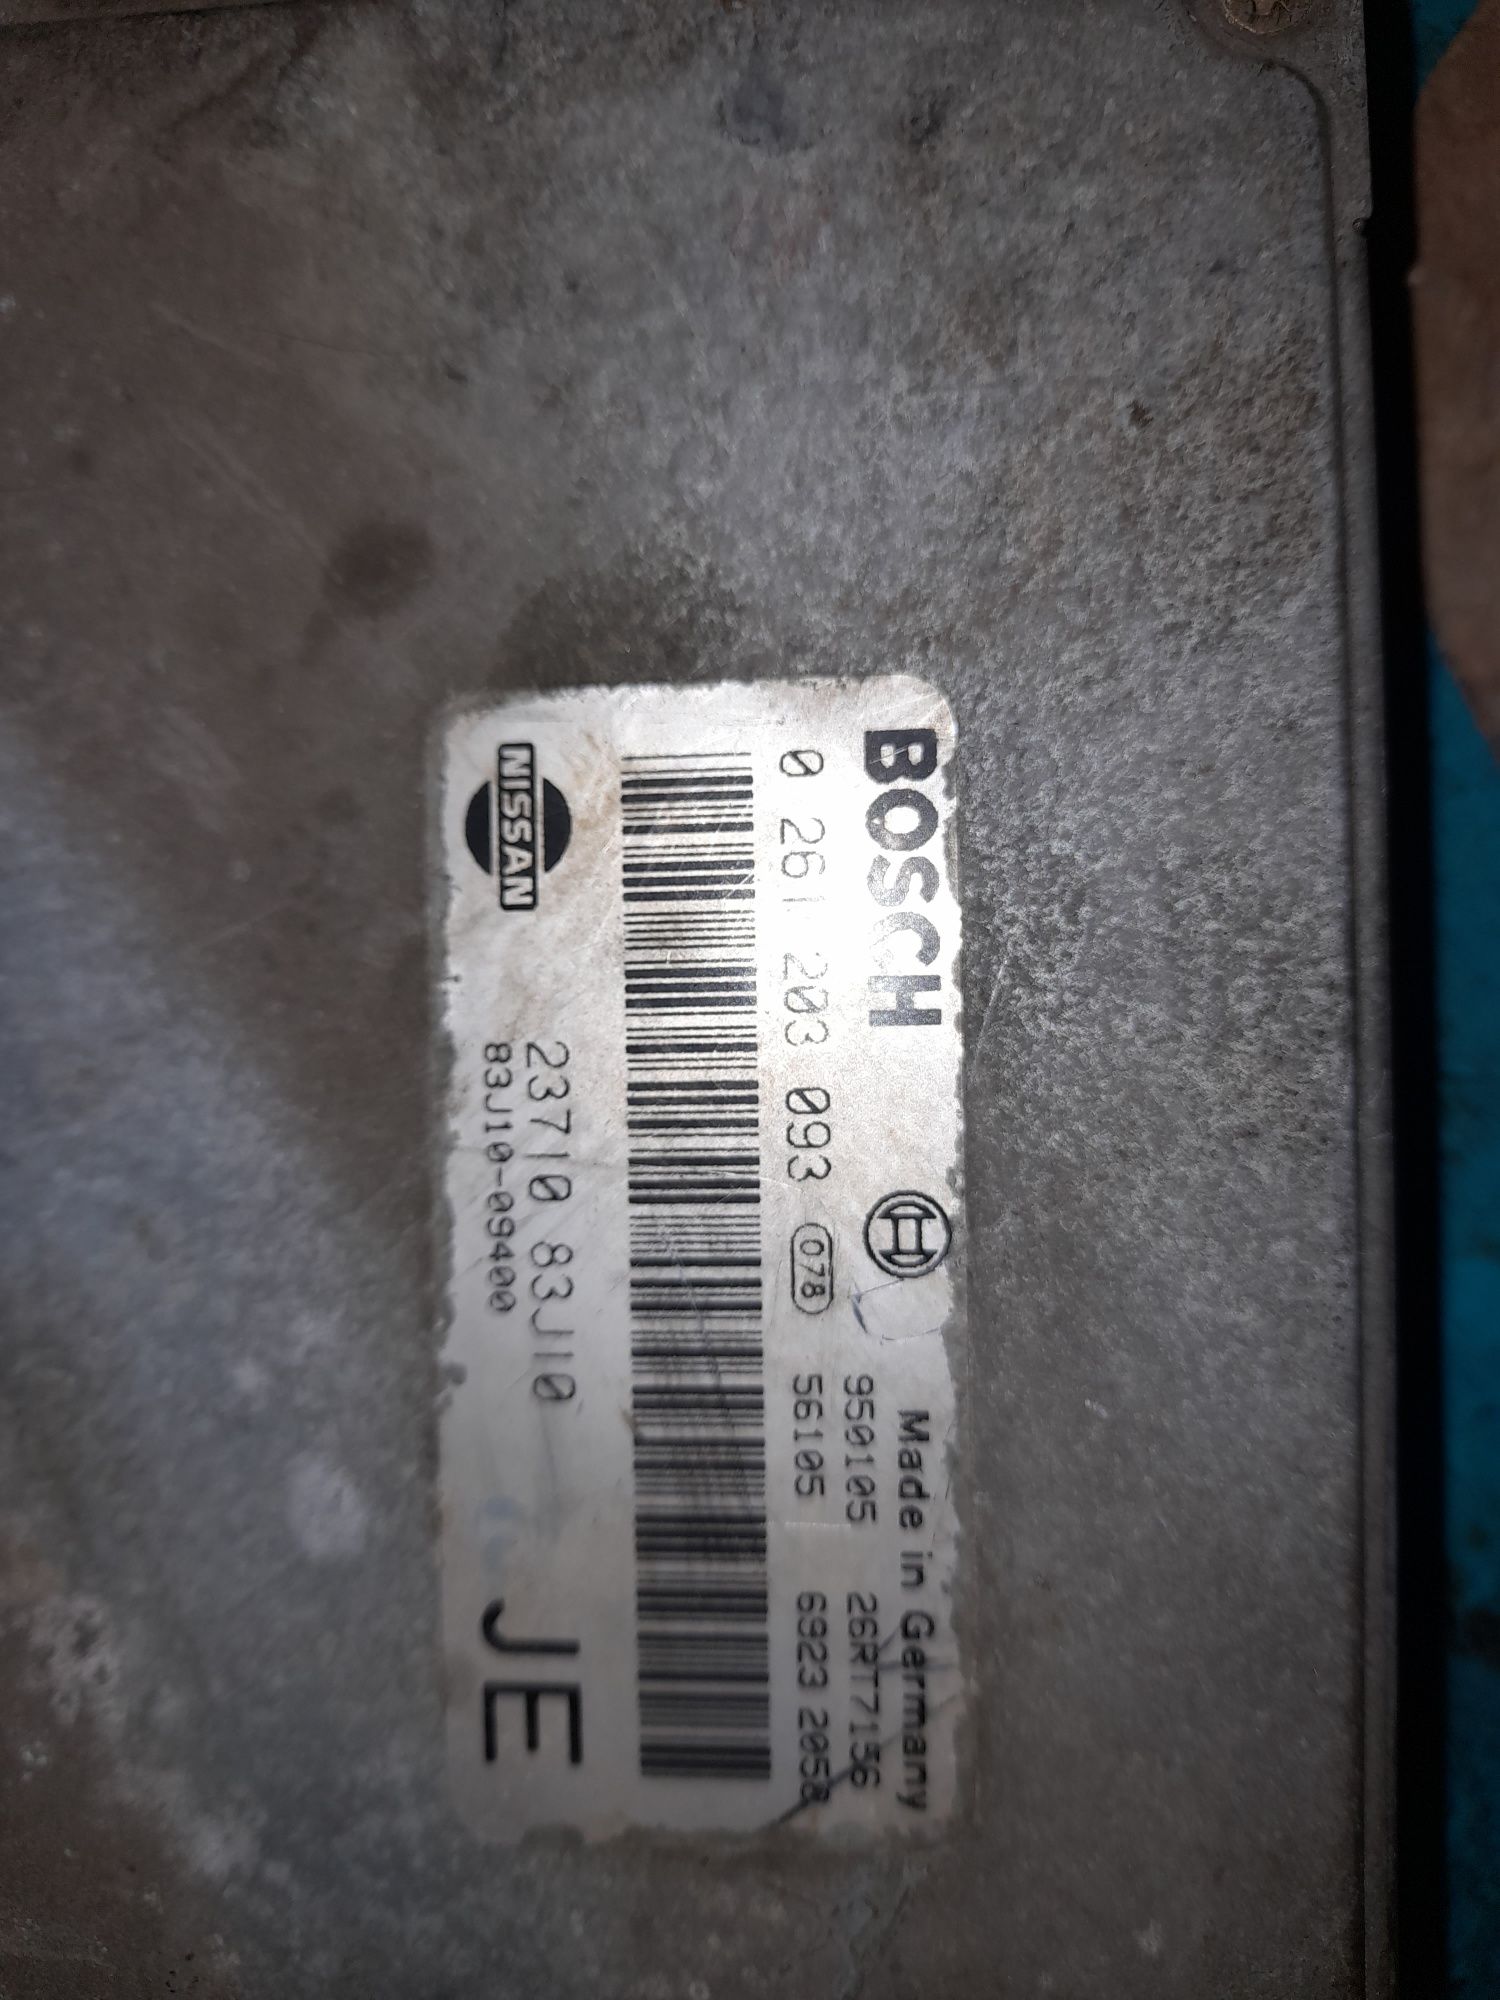 BOSCH
Made in Germany
950105 26RT7156
0 261 203 093 078 56105 6923 2058
NISSAN
23710 83J10
83J10-09400
JE